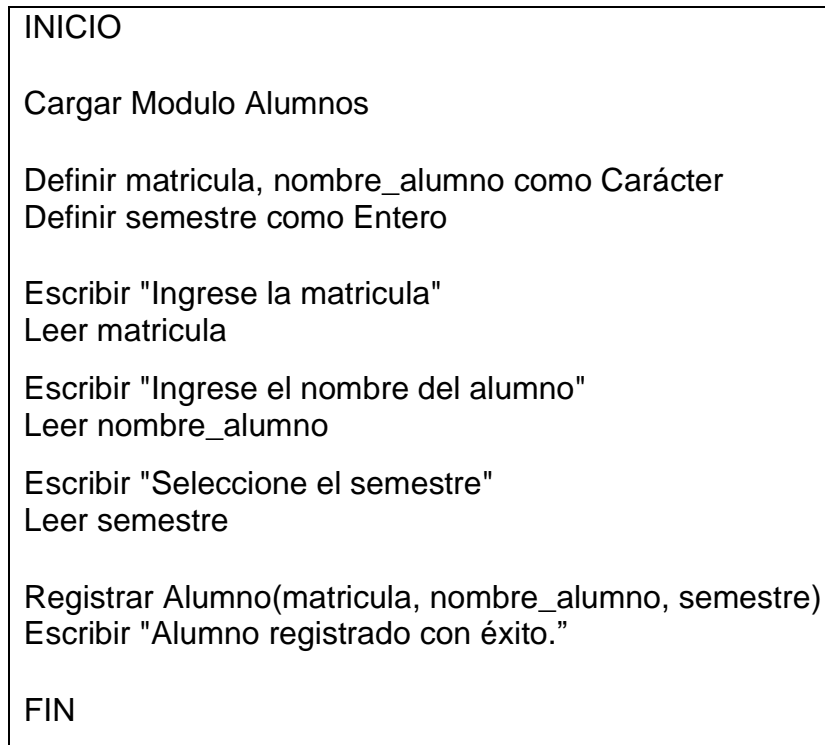 INICIO
Cargar Modulo Alumnos
Definir matricula, nombre_alumno como Carácter
Definir semestre como Entero
Escribir "Ingrese la matricula"
Leer matricula
Escribir "Ingrese el nombre del alumno"
Leer nombre_alumno
Escribir "Seleccione el semestre"
Leer semestre
Registrar Alumno(matricula, nombre_alumno, semestre)
Escribir "Alumno registrado con éxito.”
FIN